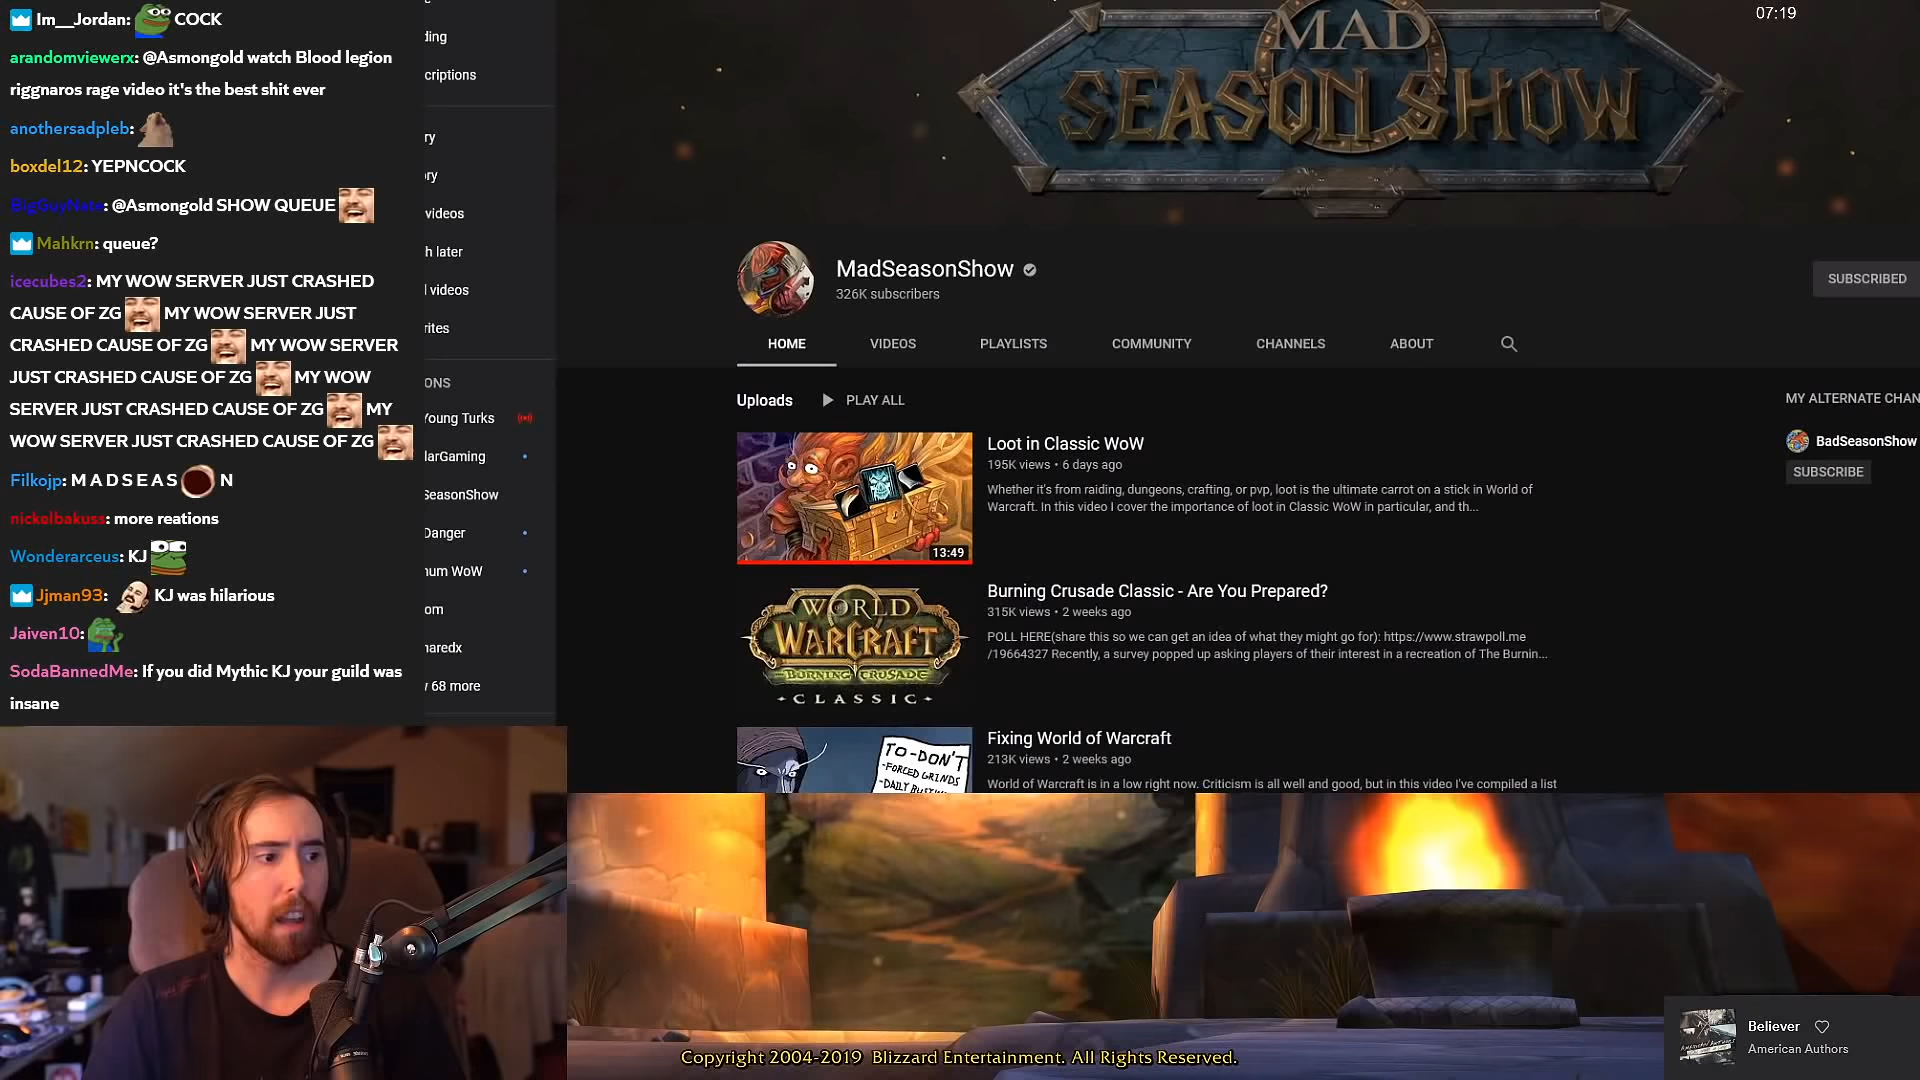 Im__Jordan: COCK
arandomviewerx: @Asmongold watch Blood legion
riggnaros rage video it's the best shit ever
anothersadpleb:
boxdel12: YEPNCOCK
BigGuyNate: @Asmongold SHOW QUEUE
Mahkrn: queue?
icecubes2: MY WOW SERVER JUST CRASHED
CAUSE OF ZG MY WOW SERVER JUST
CRASHED CAUSE OF ZG MY WOW SERVER
JUST CRASHED CAUSE OF ZG MY WOW
SERVER JUST CRASHED CAUSE OF ZG MY
WOW SERVER JUST CRASHED CAUSE OF ZG
Filkojp: M A D S E A S N
nickelbakuss: more reations
Wonderarceus: KJ
Jjman93: KJ was hilarious
Jaiven10:
SodaBannedMe: If you did Mythic KJ your guild was
insane
ding
criptions
ry
ory
videos
h later
l videos
rites
ONS
Young Turks
larGaming
SeasonShow
Danger
num WoW
om
haredx
68 more
MAD
SEASON SHOW
07:19
MadSeasonShow
326K subscribers
SUBSCRIBED
HOME VIDEOS PLAYLISTS COMMUNITY CHANNELS ABOUT
Uploads PLAY ALL
13:49
Loot in Classic WoW
195K views • 6 days ago
Whether it's from raiding, dungeons, crafting, or pvp, loot is the ultimate carrot on a stick in World of
Warcraft. In this video I cover the importance of loot in Classic WoW in particular, and th...
WORLD
WARCRAFT
BURNING CRUSADE
CLASSIC
Burning Crusade Classic - Are You Prepared?
315K views • 2 weeks ago
POLL HERE(share this so we can get an idea of what they might go for): https://www.strawpoll.me
/19664327 Recently, a survey popped up asking players of their interest in a recreation of The Burnin...
TO-DON'T
-FORCED GRINDS
-DAILY
Fixing World of Warcraft
213K views • 2 weeks ago
World of Warcraft is in a low right now. Criticism is all well and good, but in this video I've compiled a list
MY ALTERNATE CHAN
BadSeasonShow
SUBSCRIBE
Copyright 2004-2019 Blizzard Entertainment. All Rights Reserved.
Believer
American Authors